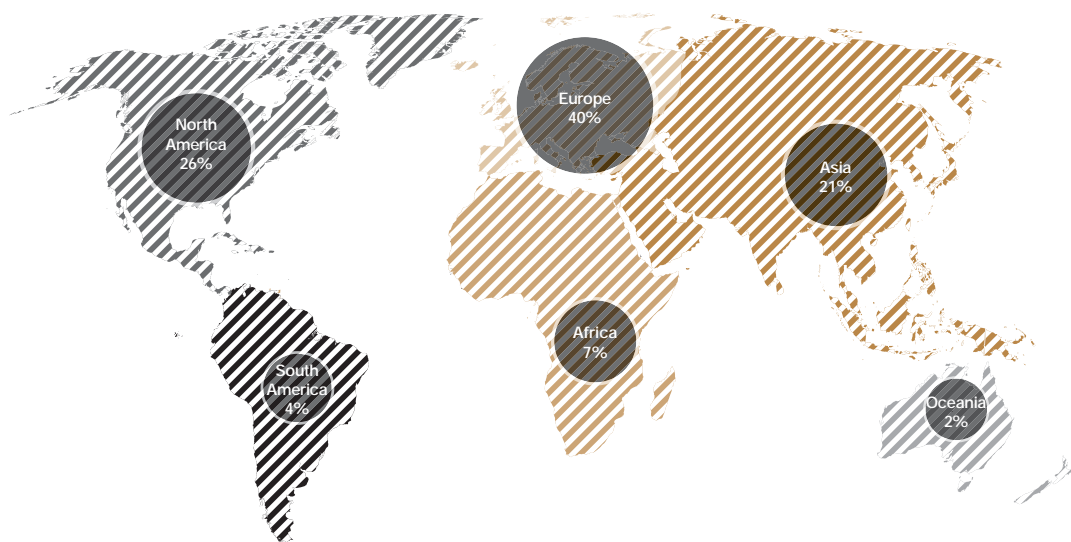 North
America
26%
Europe
40%
Asia
21%
Africa
7%
South
America
4%
Oceania
2%